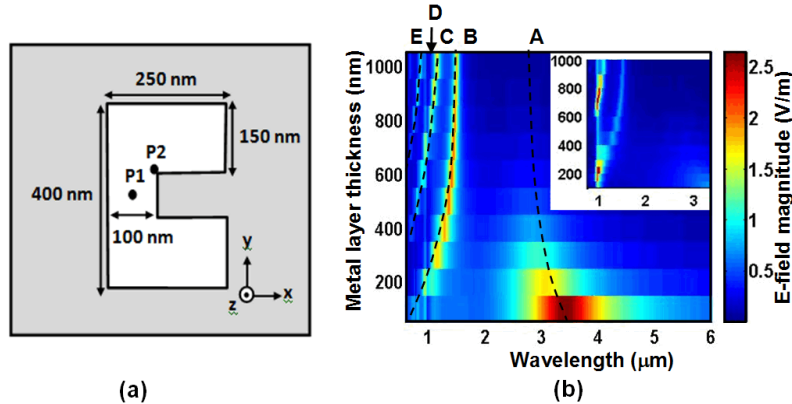 (a)
250 nm
150 nm
400 nm
P2
P1
100 nm
y
z
x
D
E
C
B
A
Metal layer thickness (nm)
1000
800
600
400
200
1
2
3
4
5
6
Wavelength (μm)
1000
800
600
400
200
1
2
3
2.5
2
1.5
1
0.5
E-field magnitude (V/m)
(a)
(b)